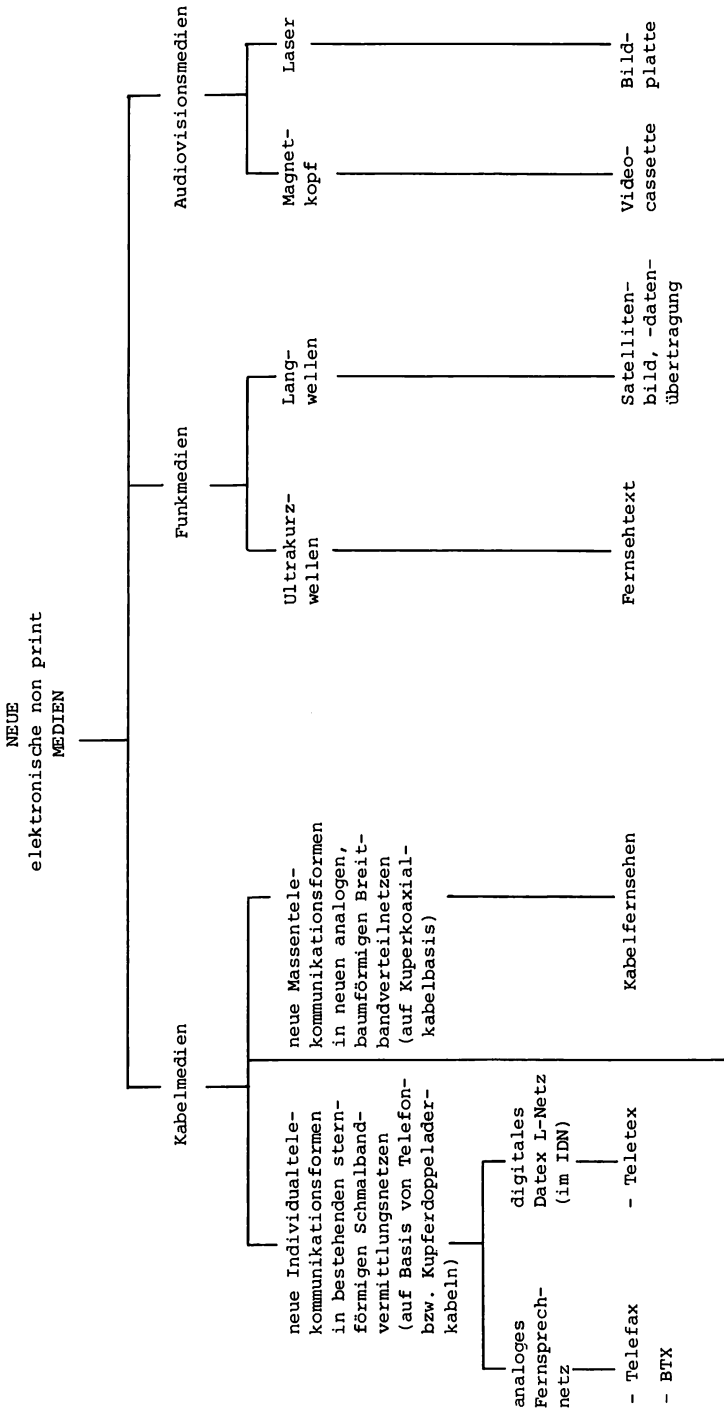 NEUE
elektronische non print
MEDIEN
Kabelmedien
neue Individualtele-
kommunikationsformen
in bestehenden stern-
förmigen Schmalband-
vermittlungsnetzen
(auf Basis von Telefon-
bzw. Kupferdoppelader-
kabeln)
analoges
Fernsprech-
netz
- Telefax
- BTX
digitales
Datex L-Netz
(im IDN)
- Teletex
neue Massentele-
kommunikationsformen
in neuen analogen,
baumförmigen Breit-
bandverteilnetzen
(auf Kuperkoaxial-
kabelbasis)
Kabelfernsehen
Funkmedien
Ultrakurz-
wellen
Fernsehtext
Lang-
wellen
Satelliten-
bild, -daten-
übertragung
Audiovisionsmedien
Magnet-
kopf
Video-
cassette
Laser
Bild-
platte